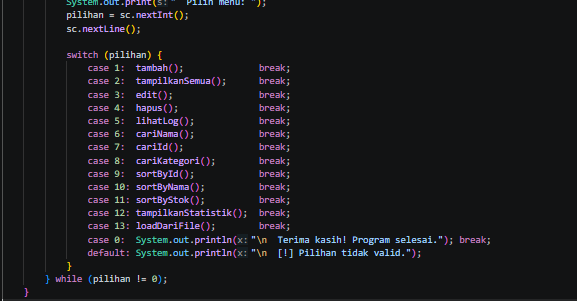 System.out.print(s:" Pilih menu: ");
pilihan = sc.nextInt();
sc.nextLine();
switch (pilihan) {
case 1: tambah(); break;
case 2: tampilkanSemua(); break;
case 3: edit(); break;
case 4: hapus(); break;
case 5: lihatLog(); break;
case 6: cariNama(); break;
case 7: cariId(); break;
case 8: cariKategori(); break;
case 9: sortById(); break;
case 10: sortByNama(); break;
case 11: sortByStok(); break;
case 12: tampilkanStatistik(); break;
case 13: loadDariFile(); break;
case 0: System.out.println(x:"\n Terima kasih! Program selesai."); break;
default: System.out.println(x:"\n [!] Pilihan tidak valid.");
}
} while (pilihan != 0);
}